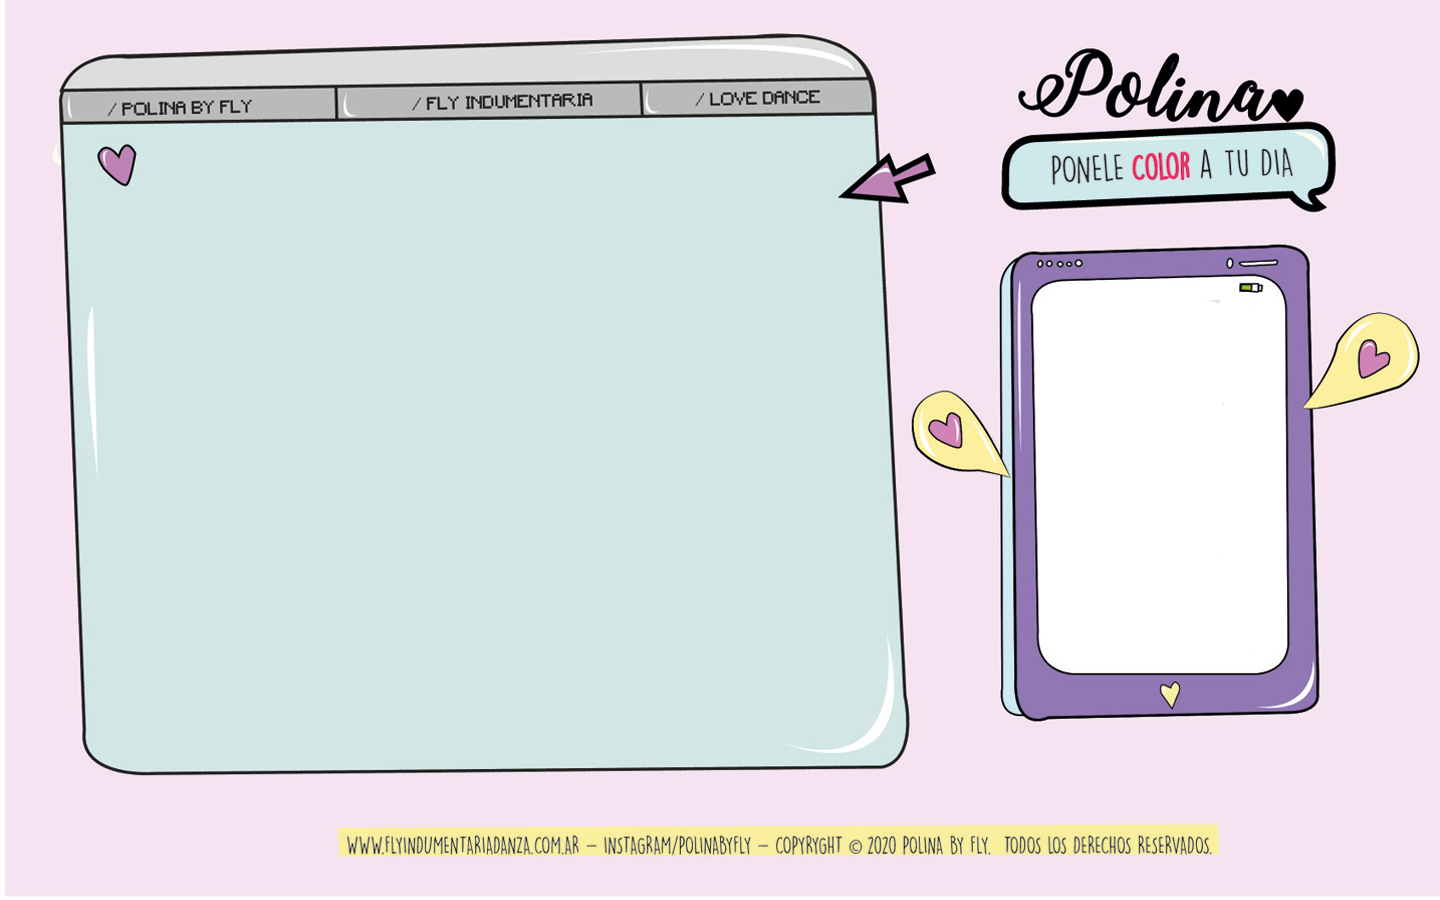 / POLINA BY FLY
/ FLY INDUMENTARIA
/ LOVE DANCE
Polina
PONELE COLOR A TU DIA
WWW.FLYINDUMENTARIADANZA.COM.AR – INSTAGRAM/POLINABYFLY – COPYRYGHT © 2020 POLINA BY FLY. TODOS LOS DERECHOS RESERVADOS.